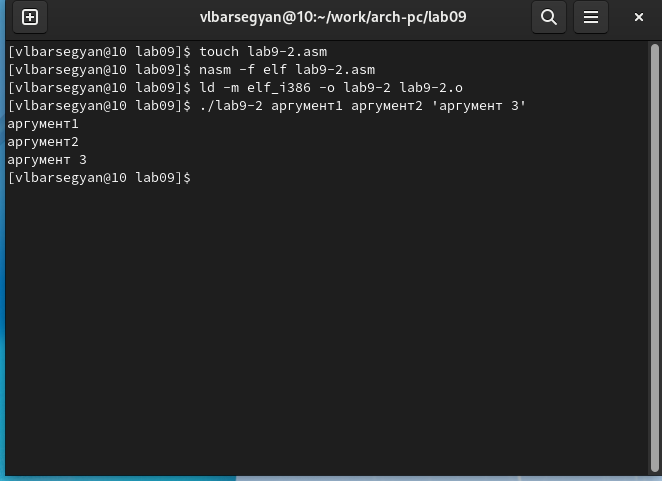 vlbarsegyan@10:~/work/arch-pc/lab09
[vlbarsegyan@10 lab09]$ touch lab9-2.asm
[vlbarsegyan@10 lab09]$ nasm -f elf lab9-2.asm
[vlbarsegyan@10 lab09]$ ld -m elf_i386 -o lab9-2 lab9-2.o
[vlbarsegyan@10 lab09]$ ./lab9-2 аргумент1 аргумент2 'аргумент 3'
аргумент1
аргумент2
аргумент 3
[vlbarsegyan@10 lab09]$